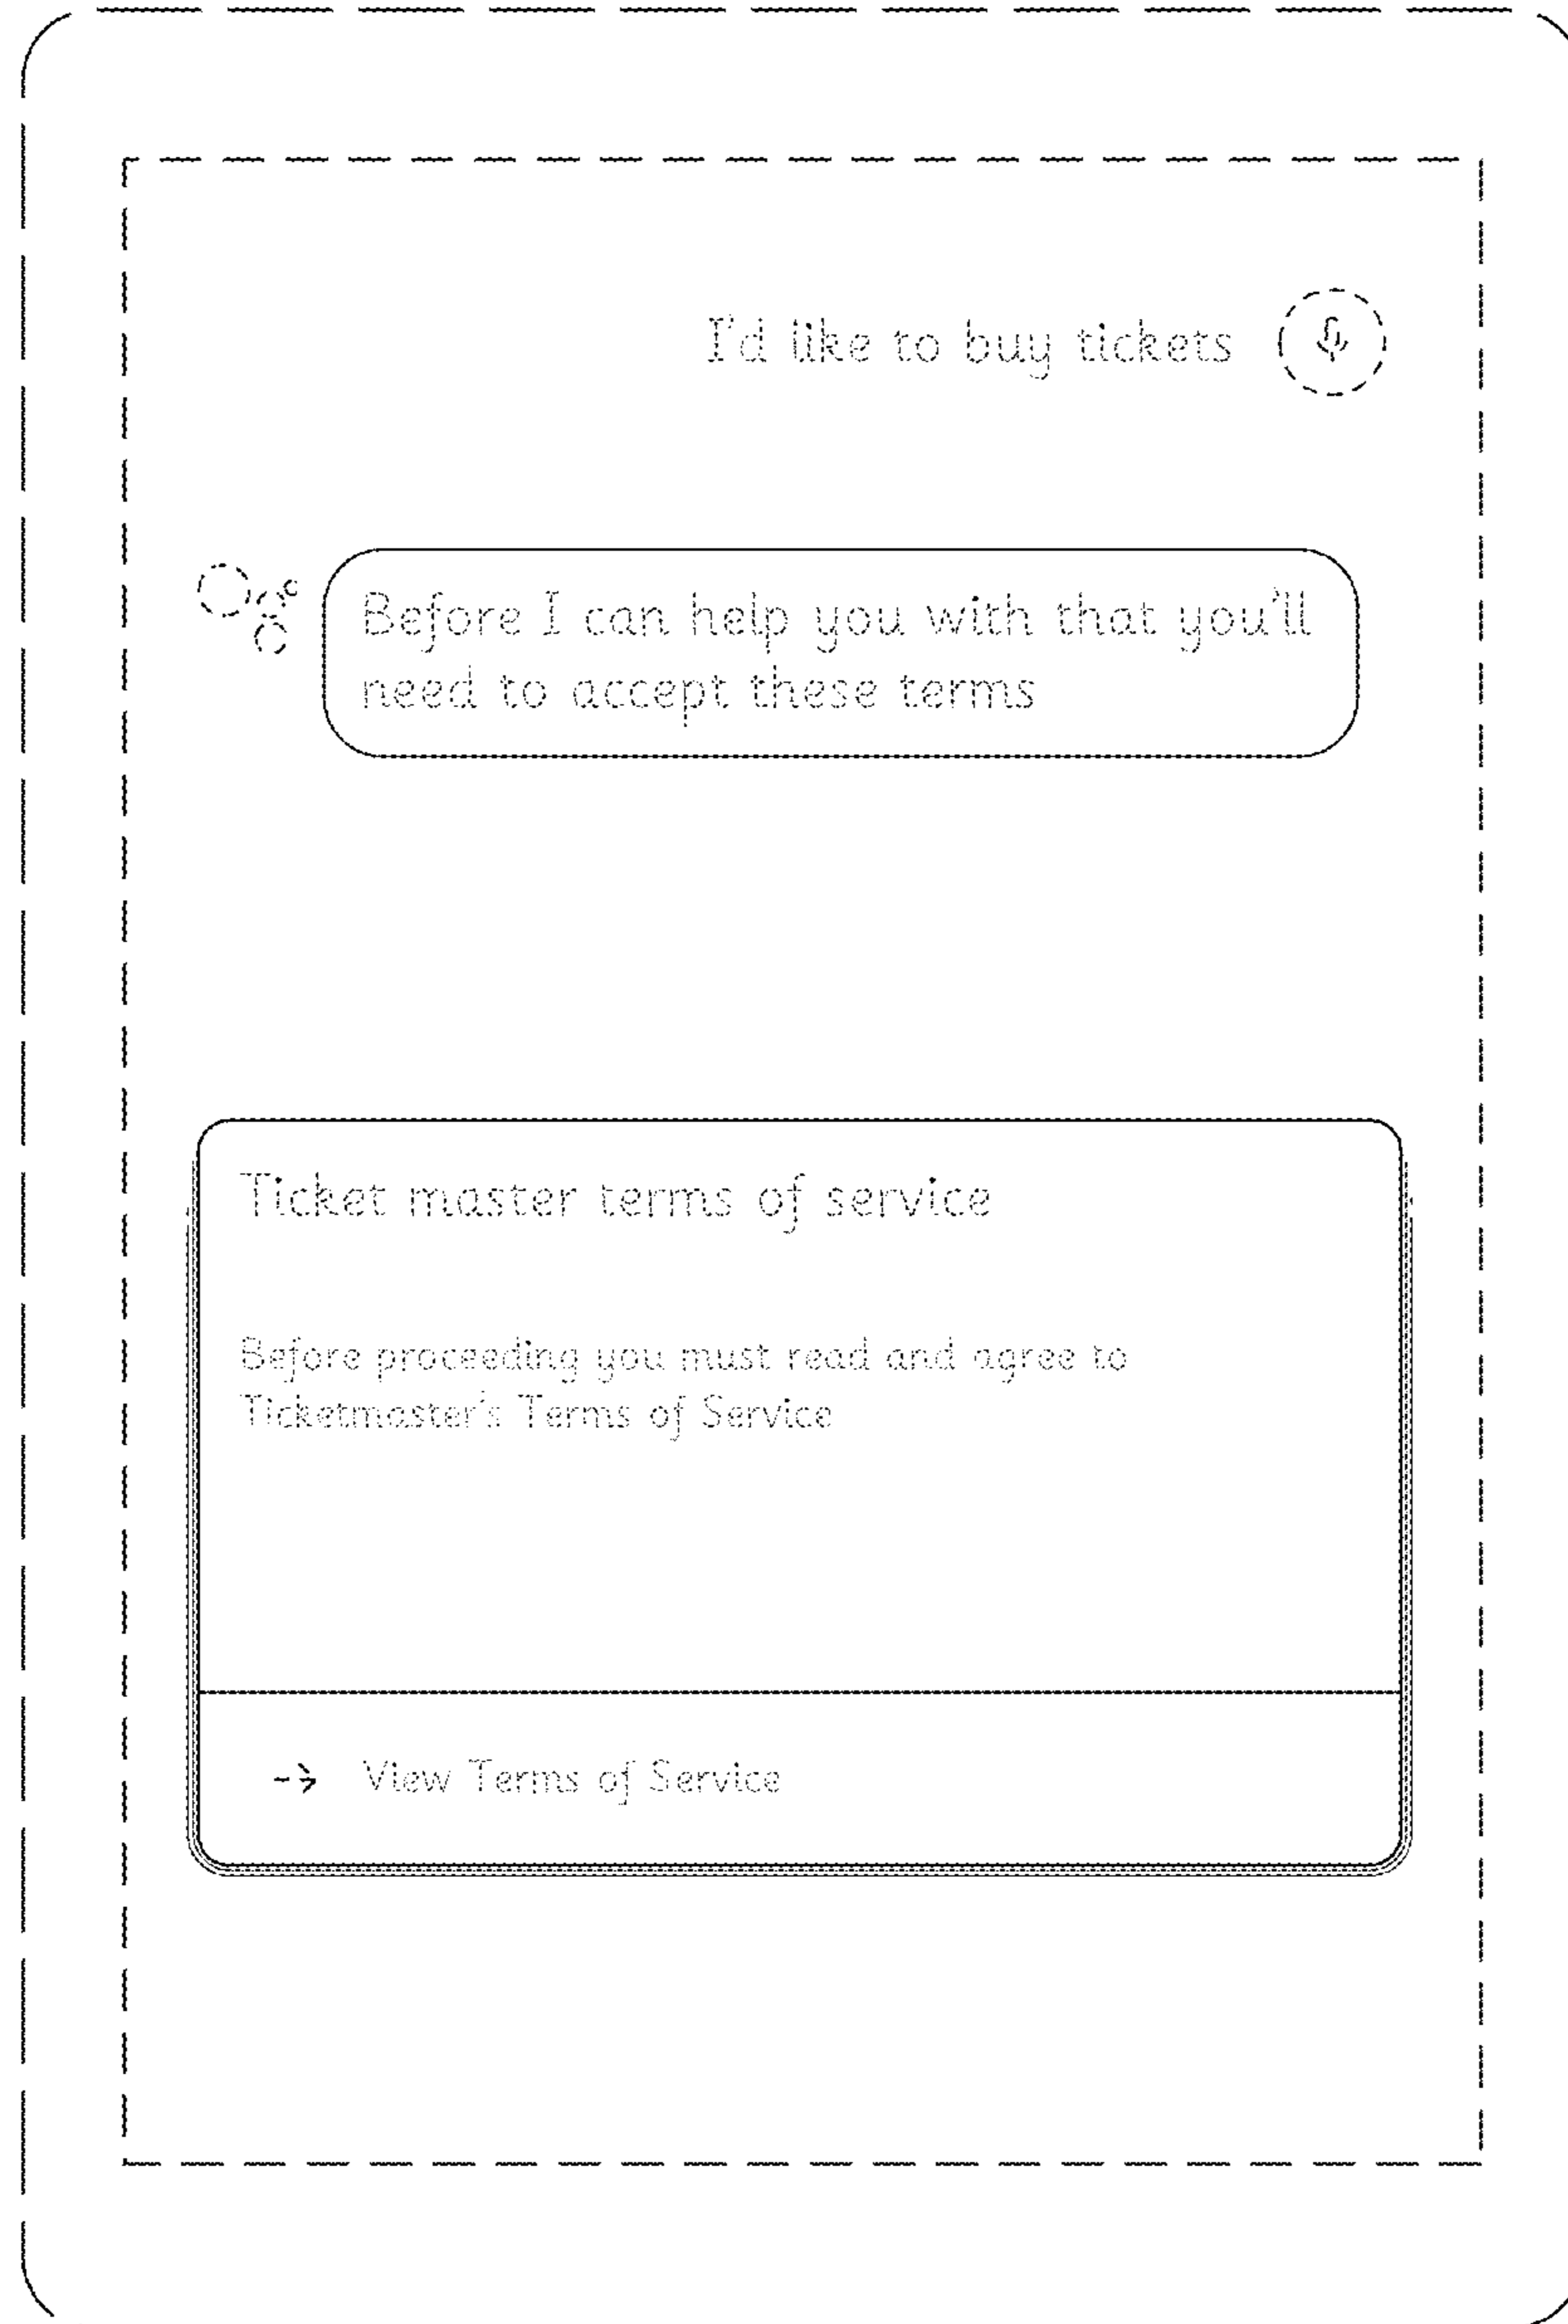 I'd like to buy tickets
Before I can help you with that you'll
need to accept these terms
Ticket master terms of service
Before proceeding you must read and agree to
Ticketmaster's Terms of Service
View Terms of Service